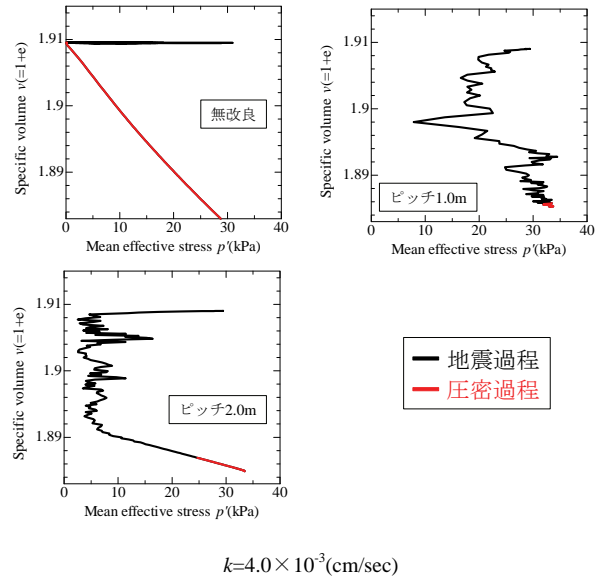 1.91
1.9
1.89
Specific volume v(=1+e)
無改良
0 10 20 30 40
Mean effective stress p'(kPa)
1.91
1.9
1.89
Specific volume v(=1+e)
ピッチ1.0m
0 10 20 30 40
Mean effective stress p'(kPa)
1.91
1.9
1.89
Specific volume v(=1+e)
ピッチ2.0m
0 10 20 30 40
Mean effective stress p'(kPa)
地震過程
圧密過程
k=4.0×10⁻³(cm/sec)